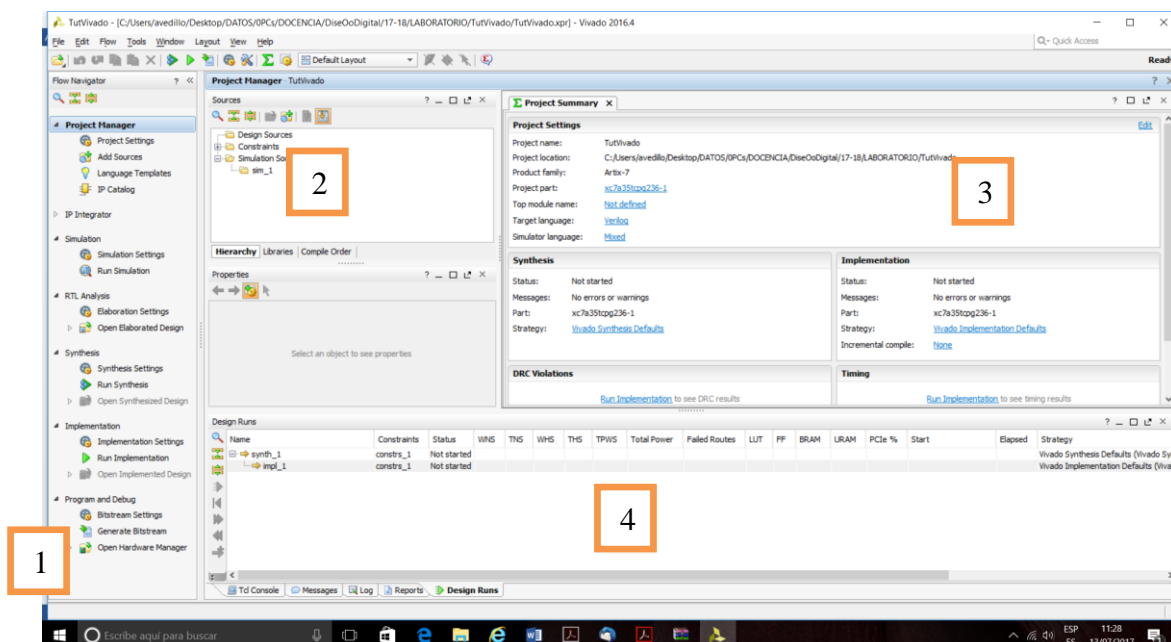 TutVivado - [C:/Users/avedillo/Desktop/DATOS/0PCs/DOCENCIA/DiseOoDigital/17-18/LABORATORIO/TutVivado/TutVivado.xpr] - Vivado 2016.4
File Edit Flow Tools Window Layout View Help
Quick Access
Default Layout
Ready
Flow Navigator
Project Manager
Project Settings
Add Sources
Language Templates
IP Catalog
IP Integrator
Simulation
Simulation Settings
Run Simulation
RTL Analysis
Elaboration Settings
Open Elaborated Design
Synthesis
Synthesis Settings
Run Synthesis
Open Synthesized Design
Implementation
Implementation Settings
Run Implementation
Open Implemented Design
Program and Debug
Bitstream Settings
Generate Bitstream
Open Hardware Manager
1
Project Manager - TutVivado
Sources
Design Sources
Constraints
Simulation So
sim_1
2
Hierarchy Libraries Compile Order
Properties
Select an object to see properties
Project Summary
Project Settings
Edit
Project name: TutVivado
Project location: C:/Users/avedillo/Desktop/DATOS/0PCs/DOCENCIA/DiseOoDigital/17-18/LABORATORIO/TutVivado
Product family: Artix-7
Project part: xc7a35tcpg236-1
Top module name: Not defined
Target language: Verilog
Simulator language: Mixed
3
Synthesis
Status: Not started
Messages: No errors or warnings
Part: xc7a35tcpg236-1
Strategy: Vivado Synthesis Defaults
Implementation
Status: Not started
Messages: No errors or warnings
Part: xc7a35tcpg236-1
Strategy: Vivado Implementation Defaults
Incremental compile: None
DRC Violations
Run Implementation to see DRC results
Timing
Run Implementation to see timing results
Design Runs
Name Constraints Status WNS TNS WHS THS TPWS Total Power Failed Routes LUT FF BRAM URAM PCIe % Start Elapsed Strategy
synth_1 constrs_1 Not started Vivado Synthesis Defaults (Vivado Sy
impl_1 constrs_1 Not started Vivado Implementation Defaults (Viva
4
Tcl Console Messages Log Reports Design Runs
Escribe aquí para buscar
ESP 11:28
ES 13/07/2017